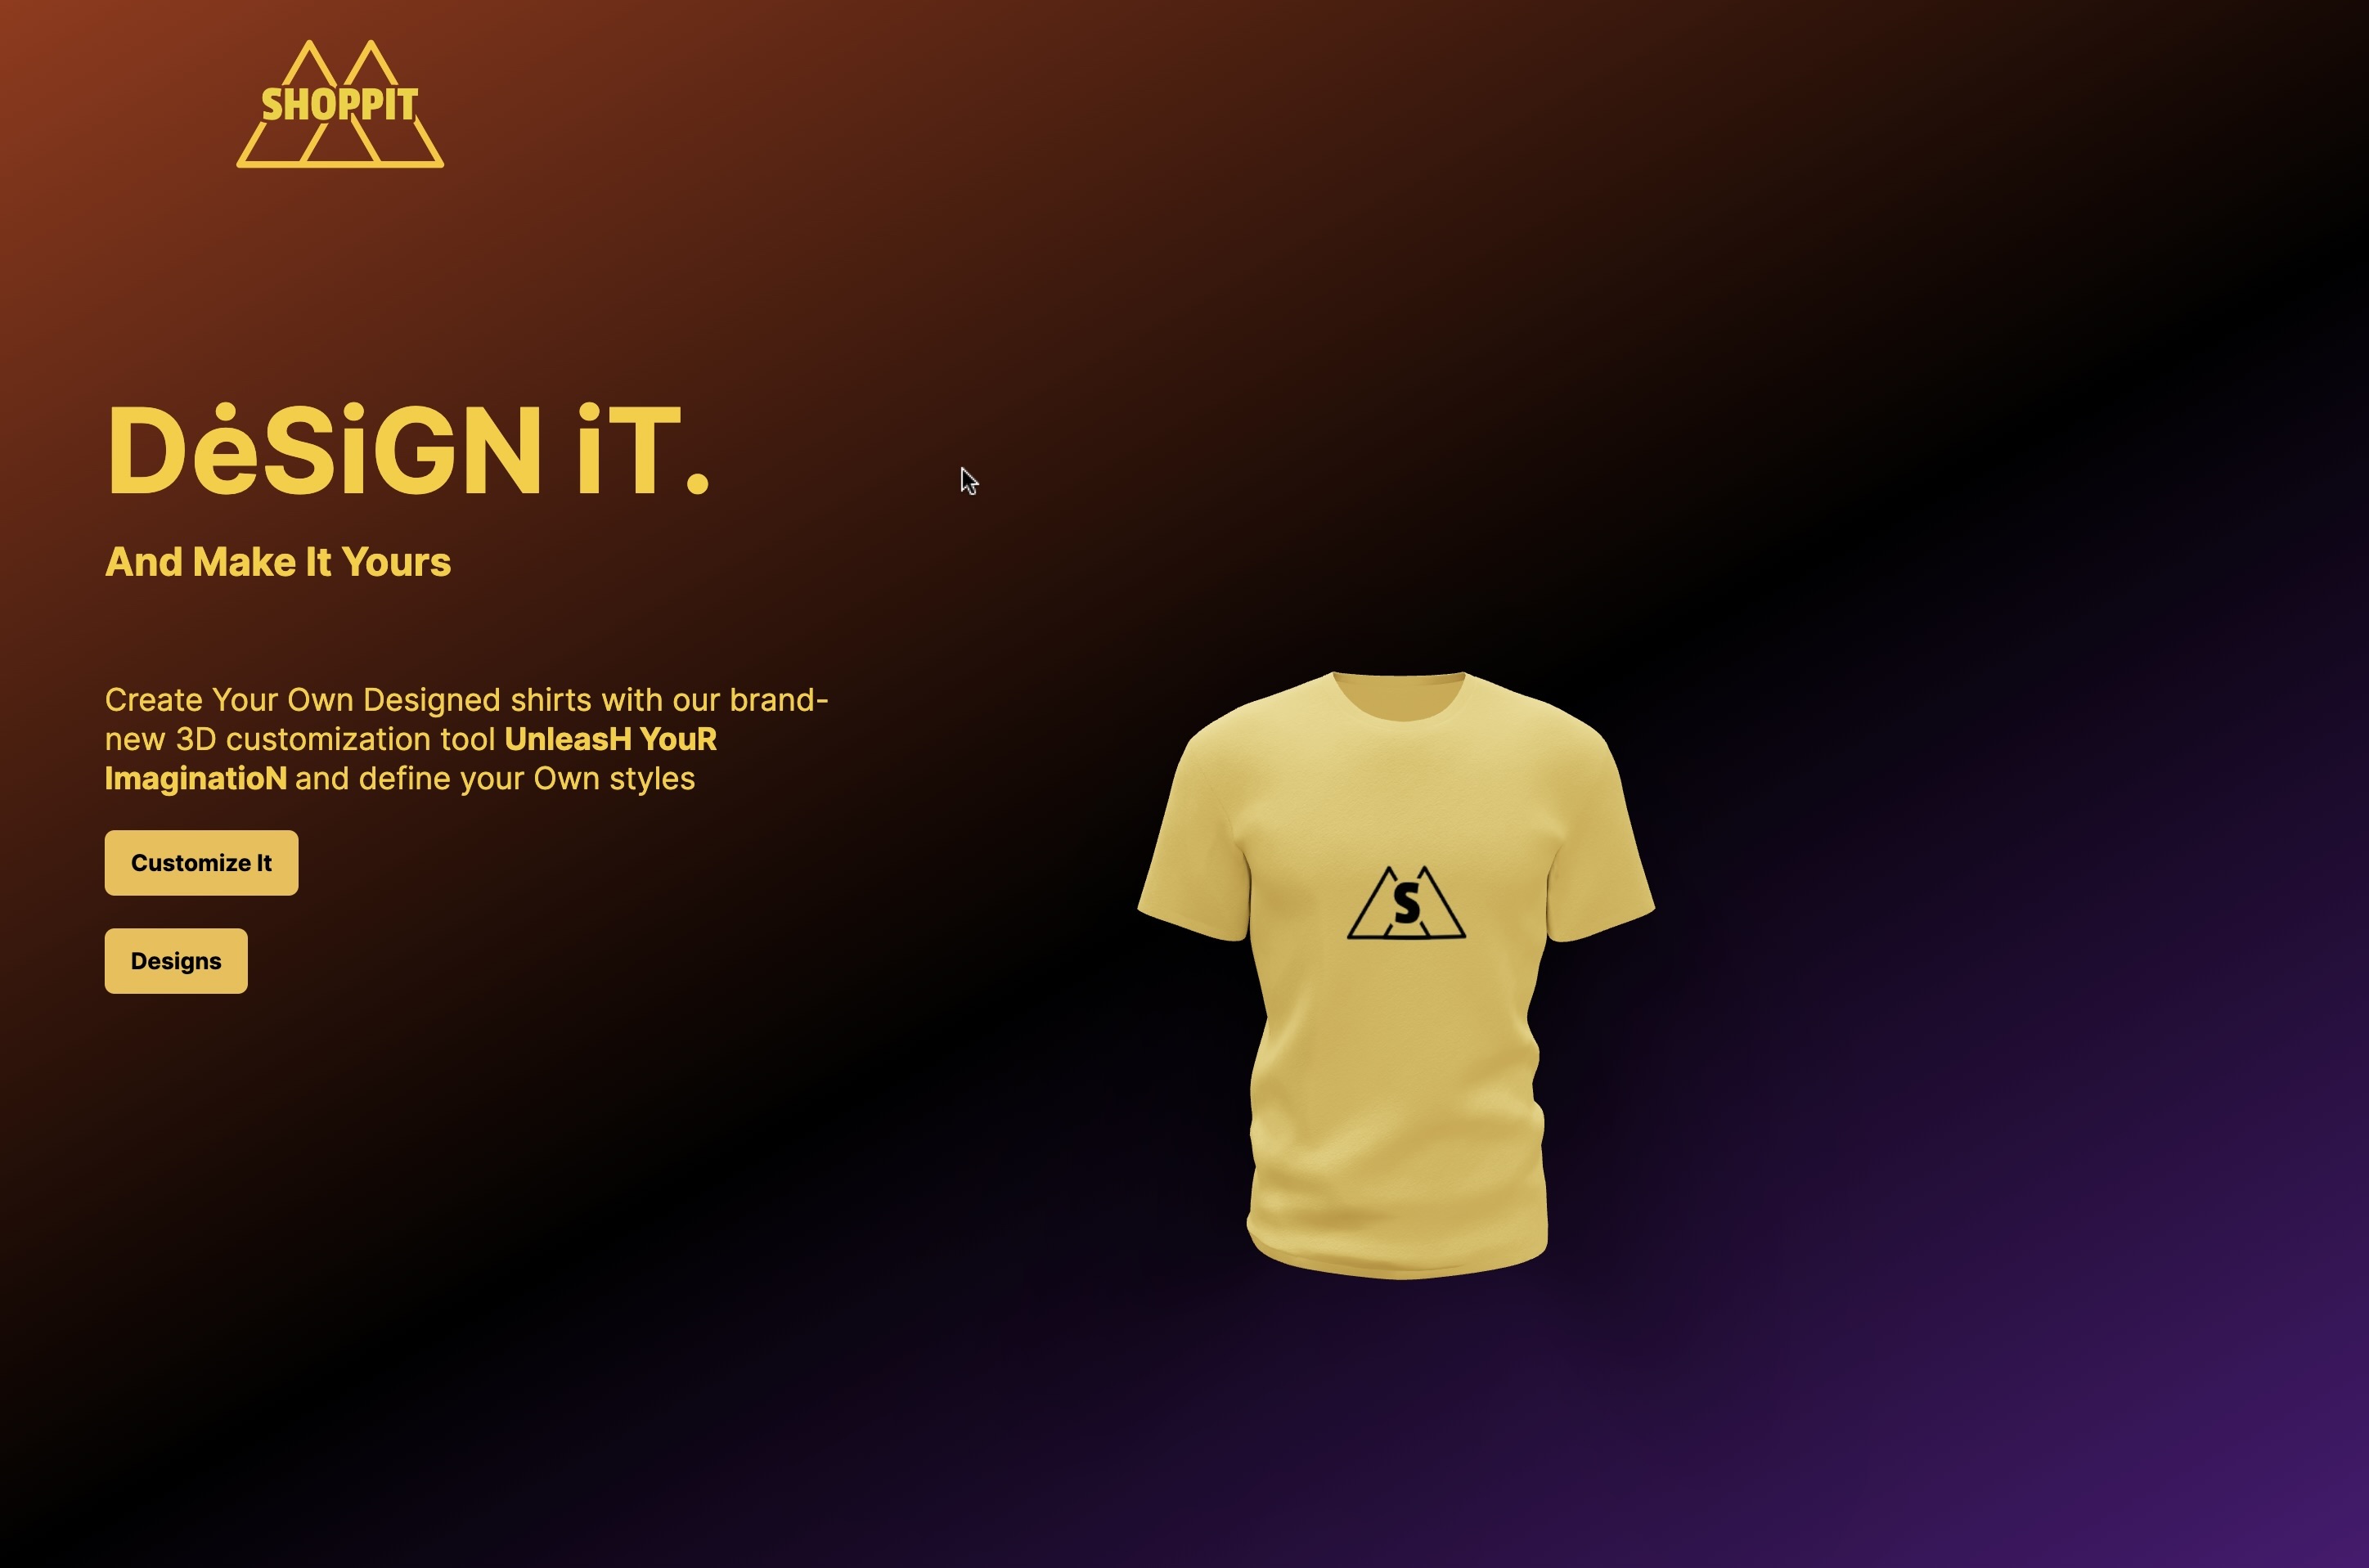 SHOPPIT
DėSiGN iT.
And Make It Yours
Create Your Own Designed shirts with our brand-
new 3D customization tool UnleasH YouR
ImaginatioN and define your Own styles
Customize It
Designs
S